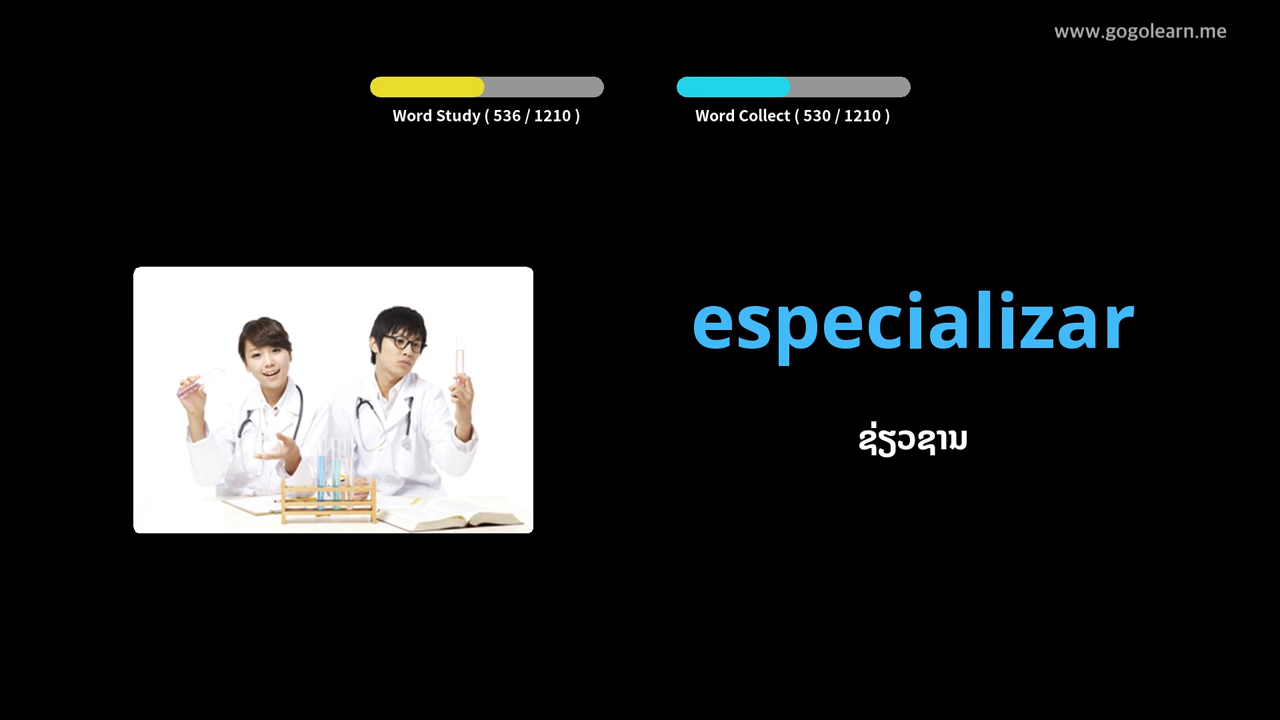 www.gogolearn.me
Word Study ( 536 / 1210 )
Word Collect ( 530 / 1210 )
especializar
ຊ່ຽວຊານ